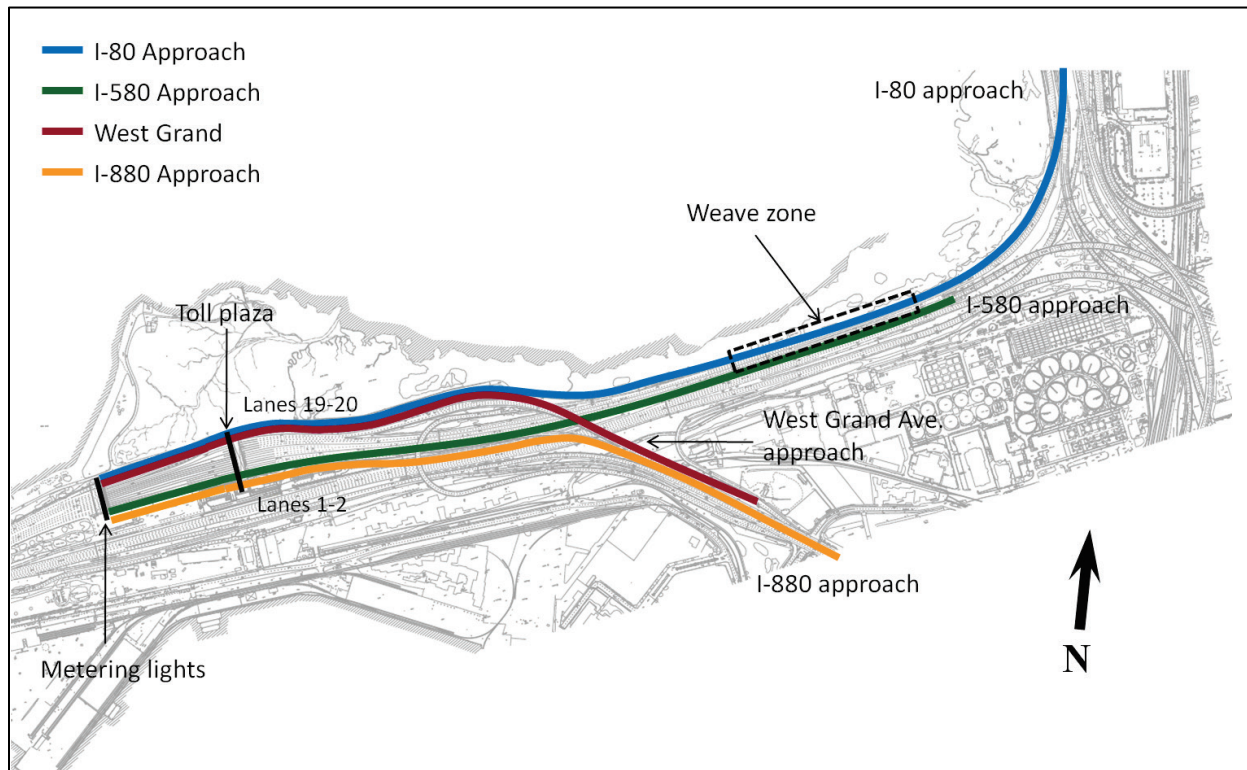 I-80 Approach
I-580 Approach
West Grand
I-880 Approach
I-80 approach
Weave zone
I-580 approach
Toll plaza
Lanes 19-20
West Grand Ave.
approach
Lanes 1-2
I-880 approach
Metering lights
N